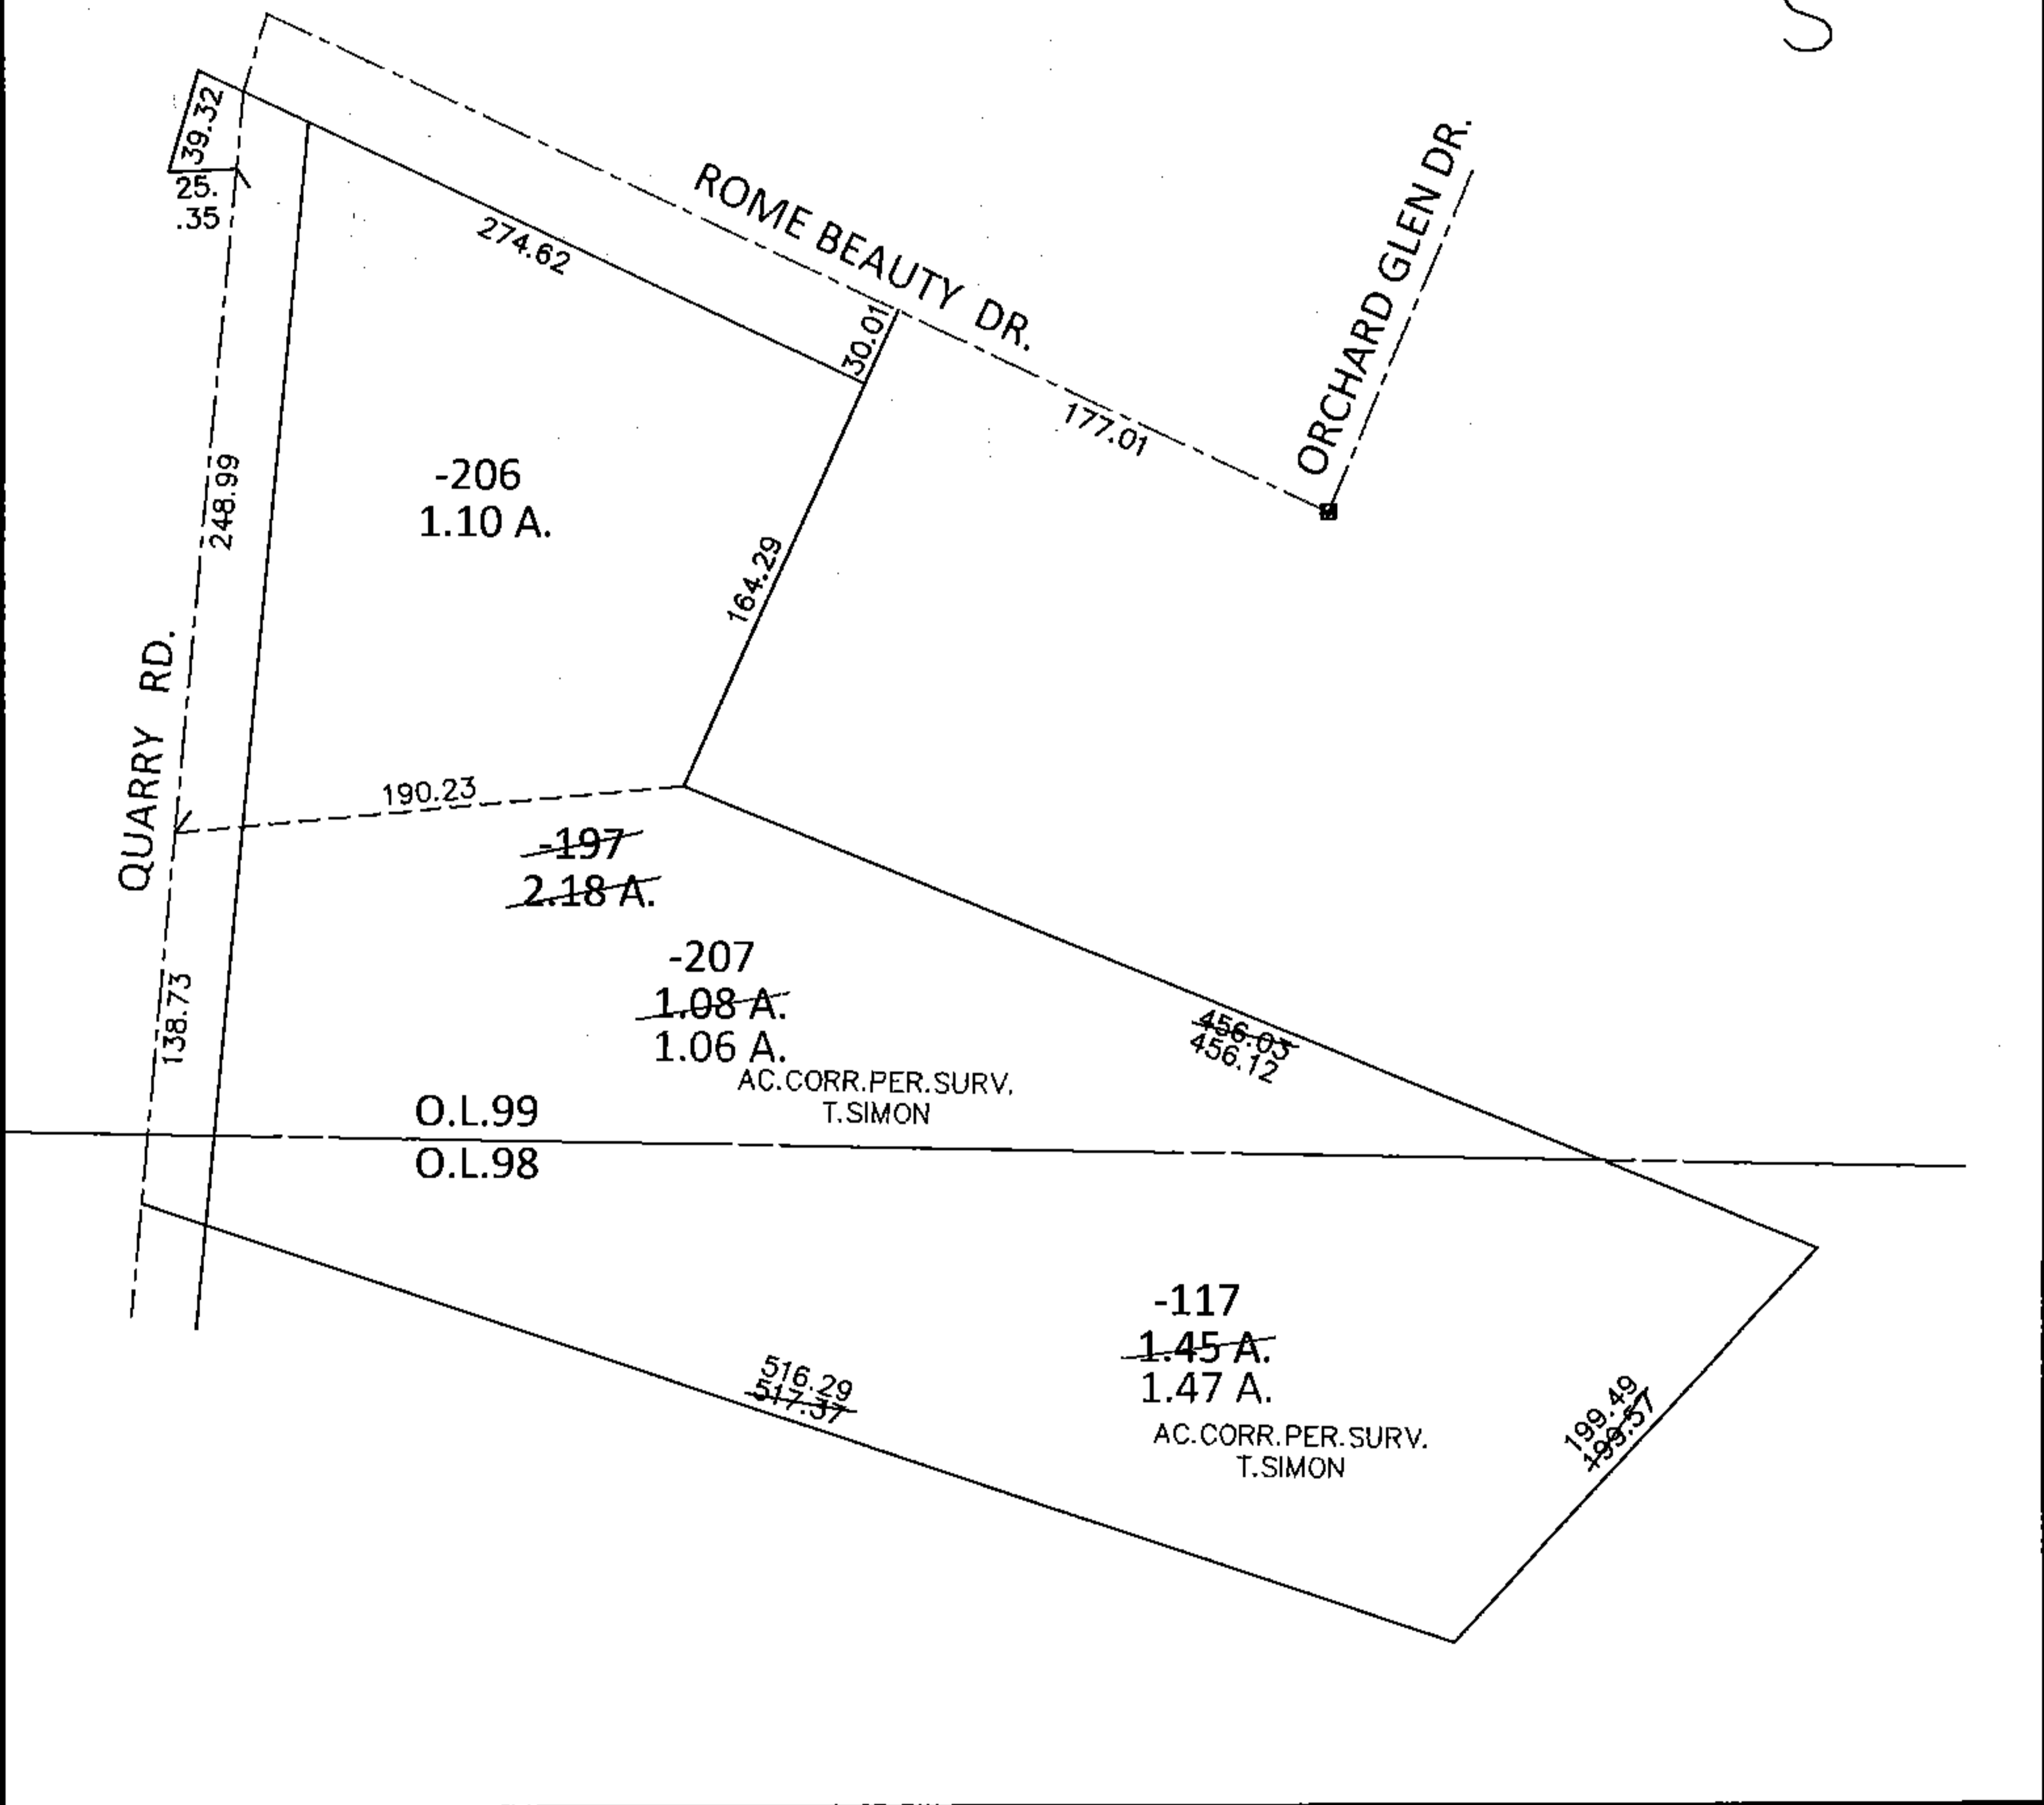 S
39.32
25.
.35
ROME BEAUTY DR.
ORCHARD GLEN DR.
274.62
30.01
177.01
-206
1.10 A.
248.99
164.29
QUARRY RD.
190.23
-197
2.18 A.
-207
1.08 A.
1.06 A.
AC.CORR.PER.SURV.
T.SIMON
138.73
456.03
456.12
O.L.99
O.L.98
-117
1.45 A.
1.47 A.
AC.CORR.PER.SURV.
T.SIMON
516.29
517.37
199.49
199.57